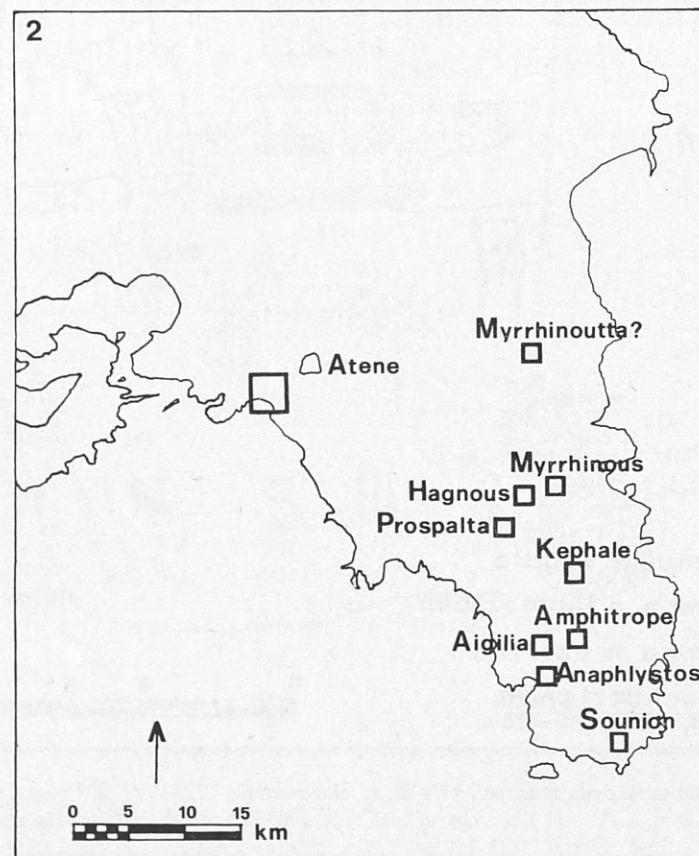 2
Myrrhinoutta?
Atene
Myrrhinous
Hagnous
Prospalta
Kephale
Amphitrope
Aigilia
Anaphlystos
Sounion
0 5 10 15
km